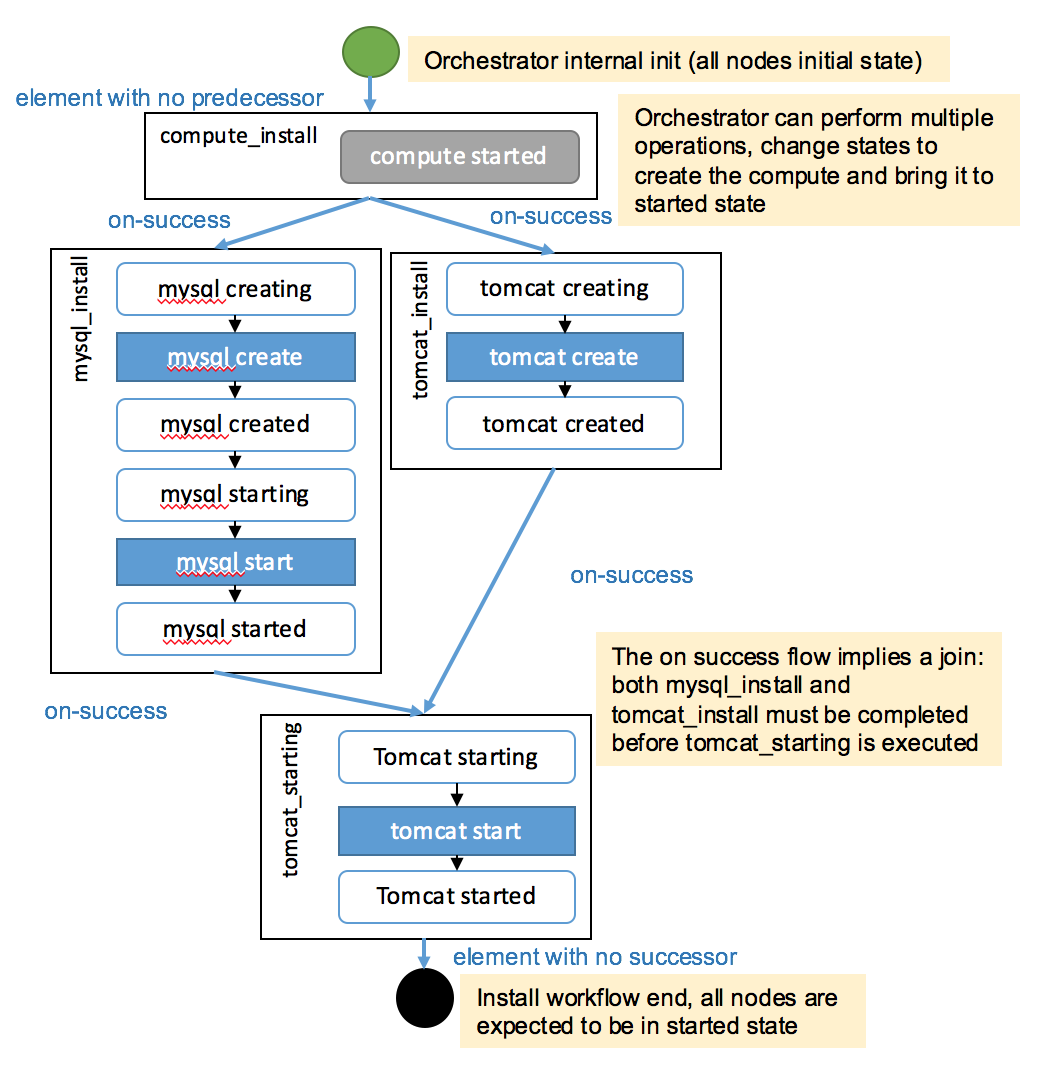 Orchestrator internal init (all nodes initial state)
element with no predecessor
compute_install
compute started
Orchestrator can perform multiple
operations, change states to
create the compute and bring it to
started state
on-success
on-success
mysql_install
mysql creating
mysql create
mysql created
mysql starting
mysql start
mysql started
tomcat_install
tomcat creating
tomcat create
tomcat created
on-success
on-success
The on success flow implies a join:
both mysql_install and
tomcat_install must be completed
before tomcat_starting is executed
tomcat_starting
Tomcat starting
tomcat start
Tomcat started
element with no successor
Install workflow end, all nodes are
expected to be in started state